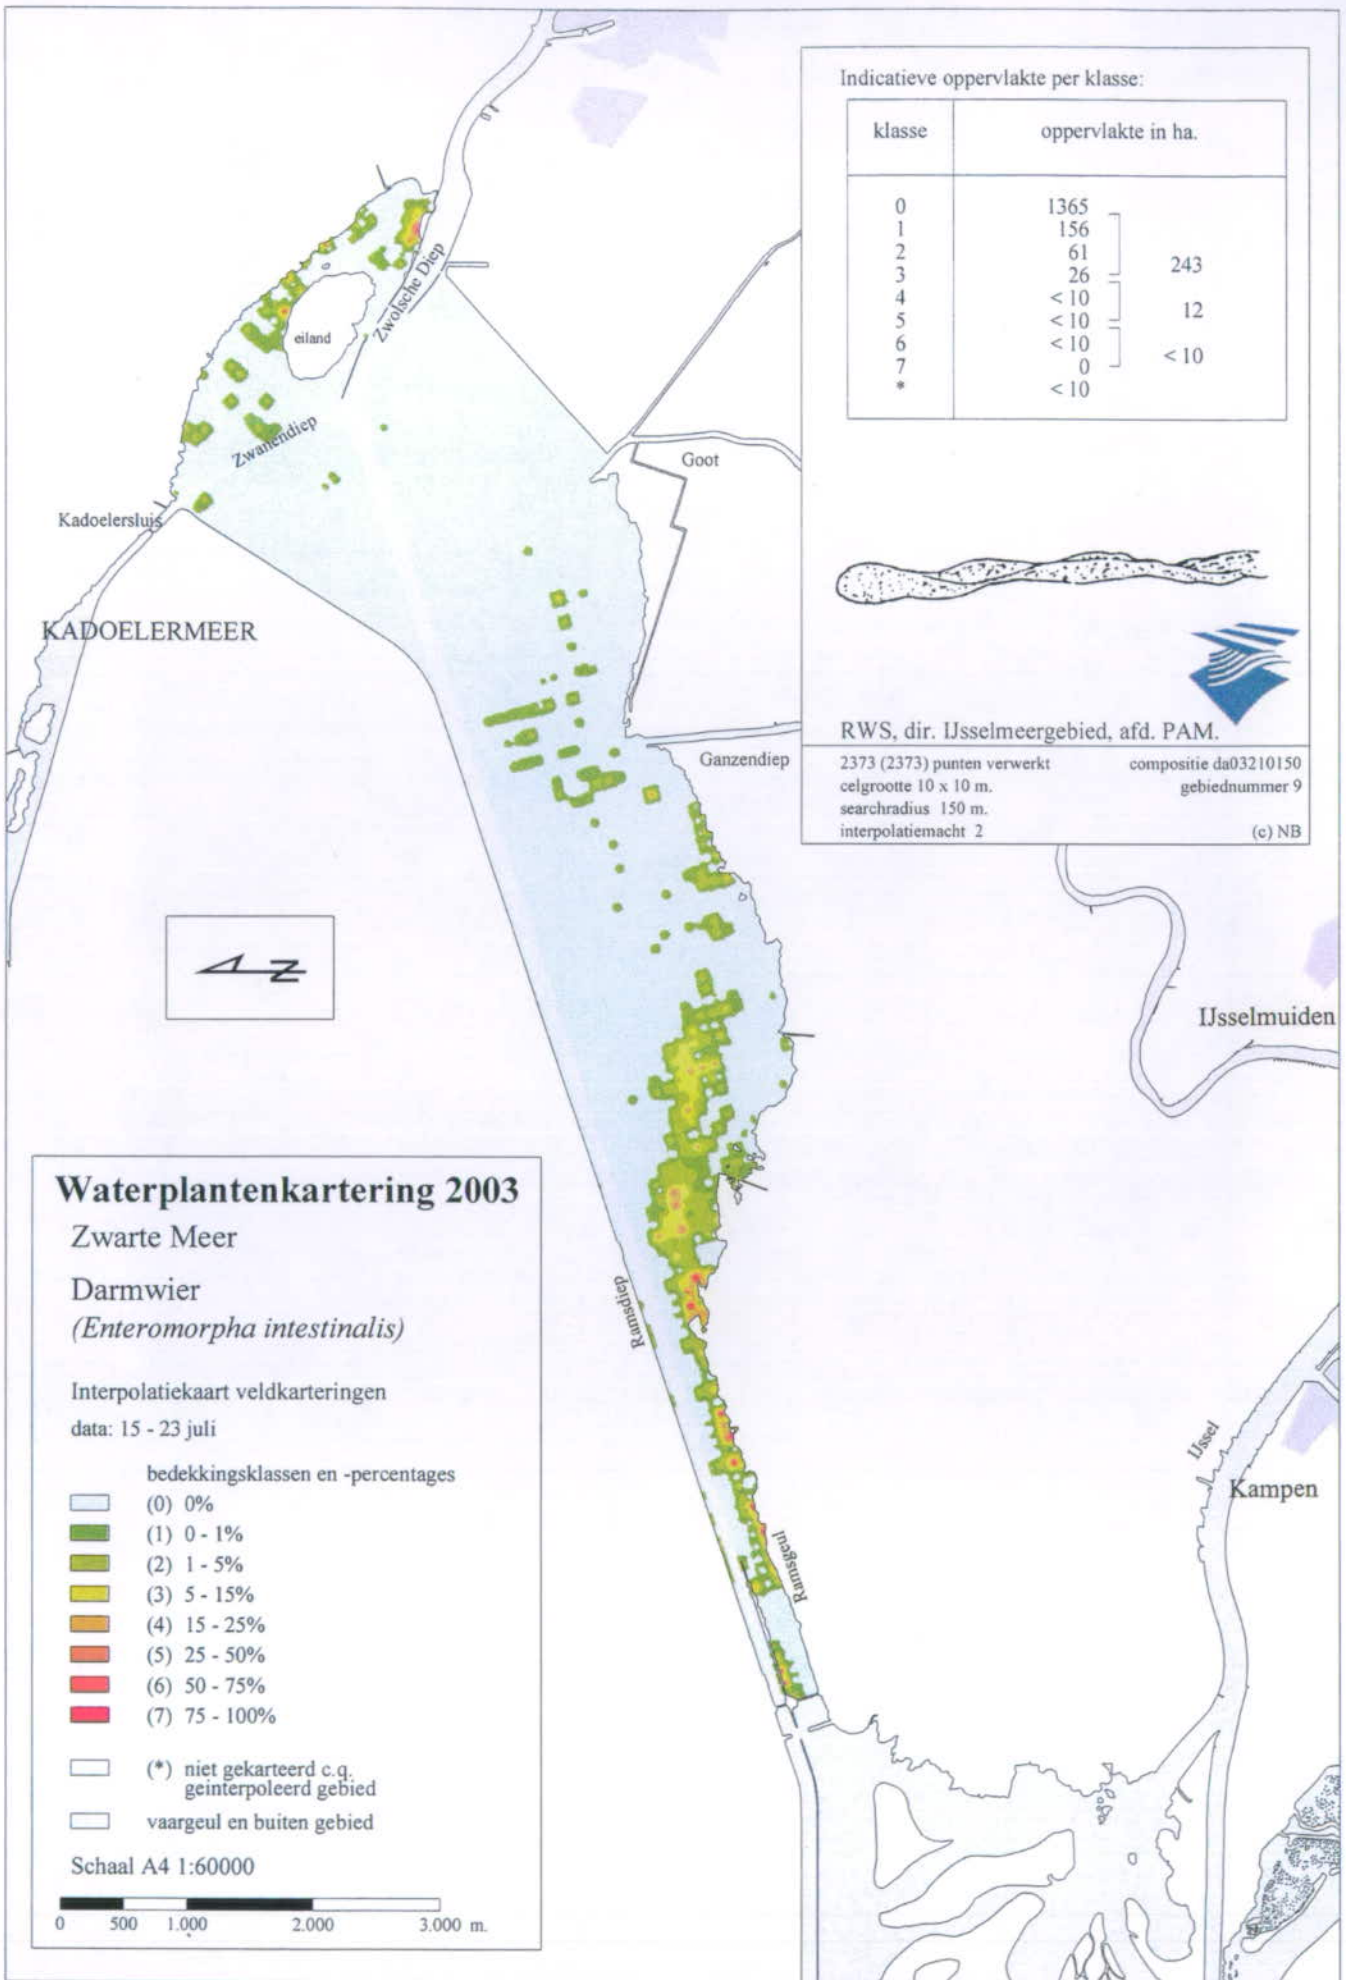 Indicatieve oppervlakte per klasse:
klasse oppervlakte in ha.
0 1365
1 156
2 61
3 26 243
4 < 10
5 < 10 12
6 < 10
7 0 < 10
* < 10
RWS, dir. IJsselmeergebied, afd. PAM.
2373 (2373) punten verwerkt compositie da03210150
celgrootte 10 x 10 m. gebiednummer 9
searchradius 150 m.
interpolatiemacht 2 (c) NB
Zwolsche Diep
eiland
Zwanendiep
Goot
Kadoelersluis
KADOELERMEER
Ganzendiep
N
IJsselmuiden
Ramsdiep
Ramsgeul
IJssel
Kampen
Waterplantenkartering 2003
Zwarte Meer
Darmwier
(Enteromorpha intestinalis)
Interpolatiekaart veldkarteringen
data: 15 - 23 juli
bedekkingsklassen en -percentages
(0) 0%
(1) 0 - 1%
(2) 1 - 5%
(3) 5 - 15%
(4) 15 - 25%
(5) 25 - 50%
(6) 50 - 75%
(7) 75 - 100%
(*) niet gekarteerd c.q.
geinterpoleerd gebied
vaargeul en buiten gebied
Schaal A4 1:60000
0 500 1.000 2.000 3.000 m.